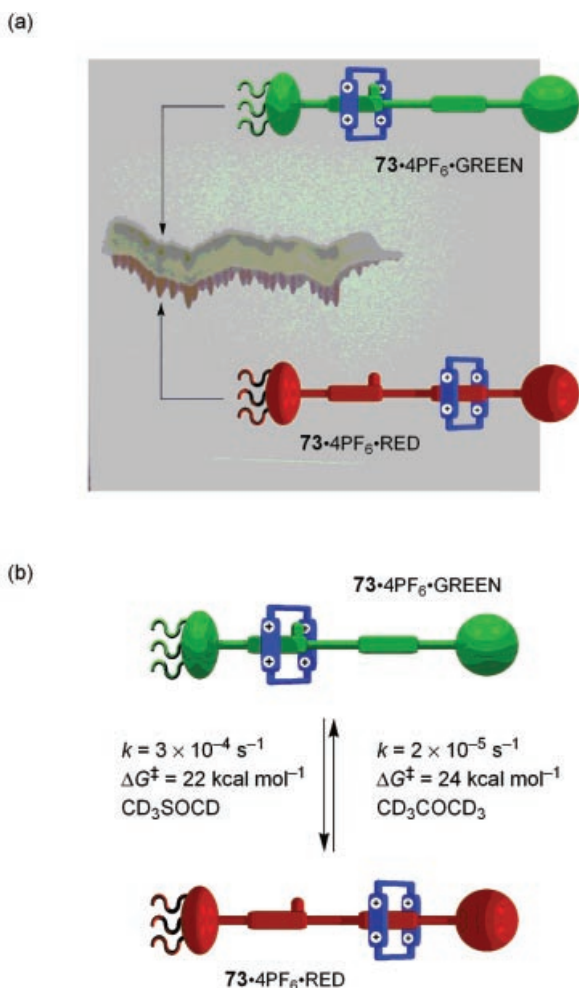 (a)
73•4PF₆•GREEN
73•4PF₆•RED
(b)
73•4PF₆•GREEN
k = 3 × 10⁻⁴ s⁻¹
ΔG‡ = 22 kcal mol⁻¹
CD₃SOCD
k = 2 × 10⁻⁵ s⁻¹
ΔG‡ = 24 kcal mol⁻¹
CD₃COCD₃
73•4PF₆•RED